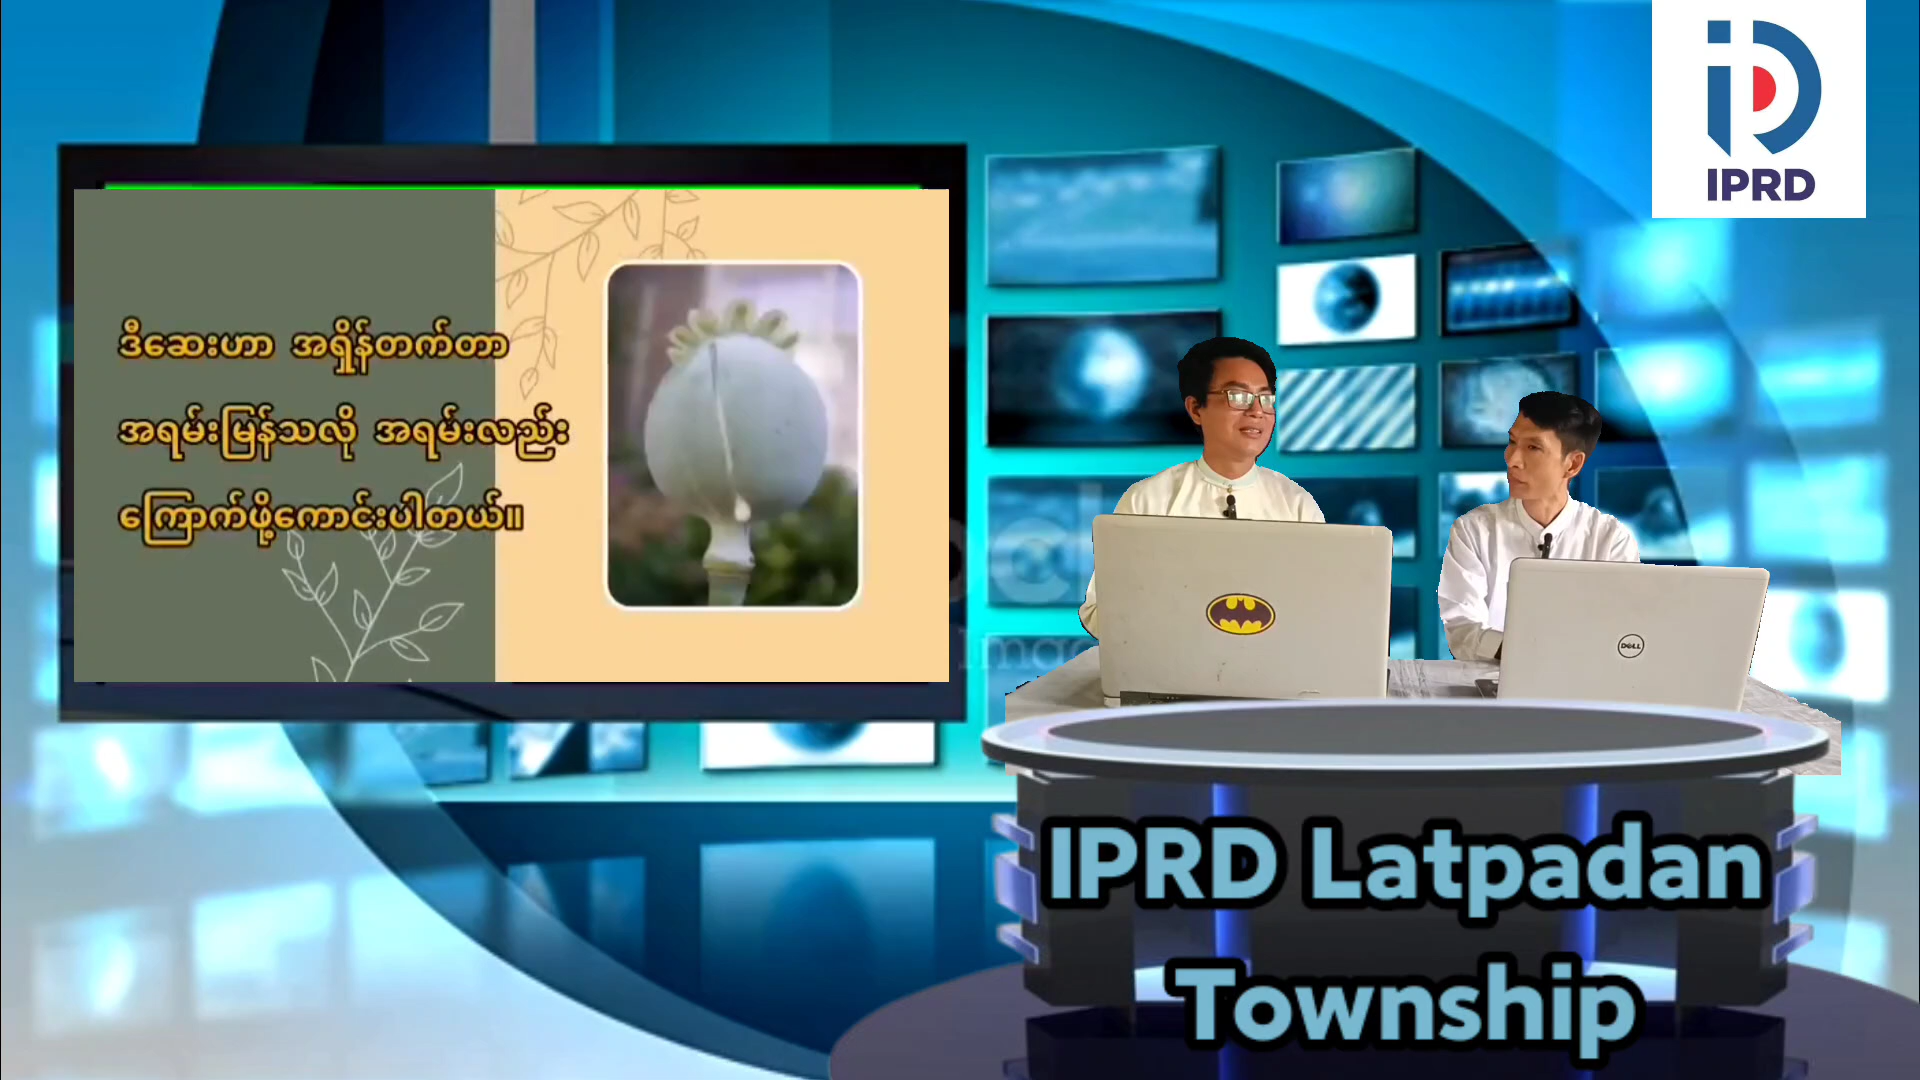 IPRD
ဒီဆေးဟာ အရှိန်တက်တာ
အရမ်းမြန်သလို အရမ်းလည်း
ကြောက်ဖို့ကောင်းပါတယ်။
DELL
IPRD Latpadan
Township